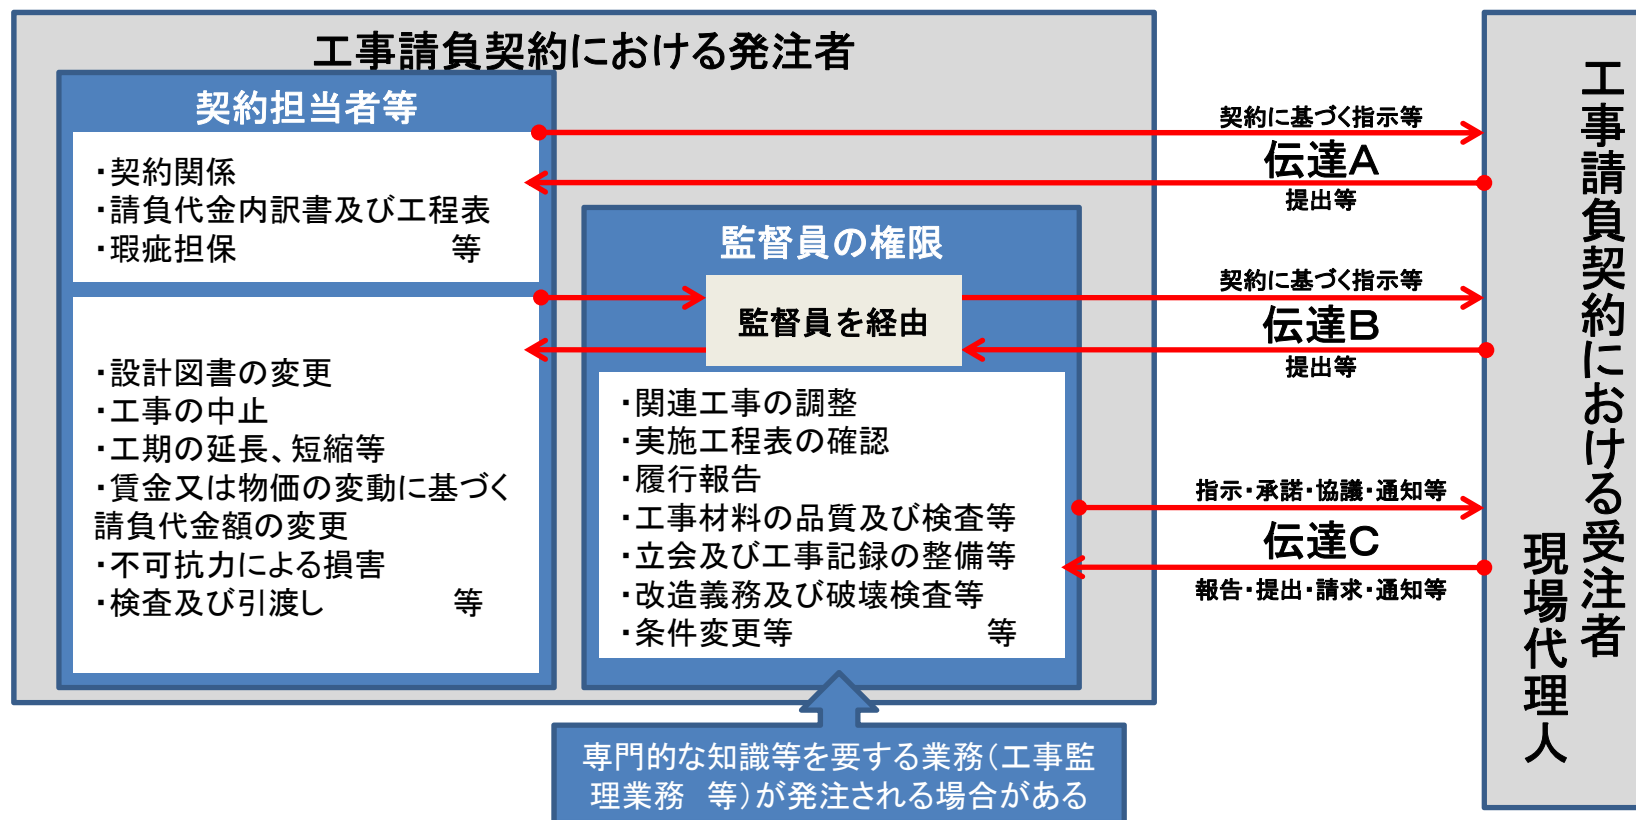 工事請負契約における発注者
契約担当者等
・契約関係
・請負代金内訳書及び工程表
・瑕疵担保　　　　　　　等
・設計図書の変更
・工事の中止
・工期の延長、短縮等
・賃金又は物価の変動に基づく
請負代金額の変更
・不可抗力による損害
・検査及び引渡し　　　　等
監督員の権限
監督員を経由
・関連工事の調整
・実施工程表の確認
・履行報告
・工事材料の品質及び検査等
・立会及び工事記録の整備等
・改造義務及び破壊検査等
・条件変更等　　　　　　等
専門的な知識等を要する業務（工事監
理業務　等）が発注される場合がある
契約に基づく指示等
伝達Ａ
提出等
契約に基づく指示等
伝達Ｂ
提出等
指示・承諾・協議・通知等
伝達Ｃ
報告・提出・請求・通知等
工事請負契約における受注者
現場代理人